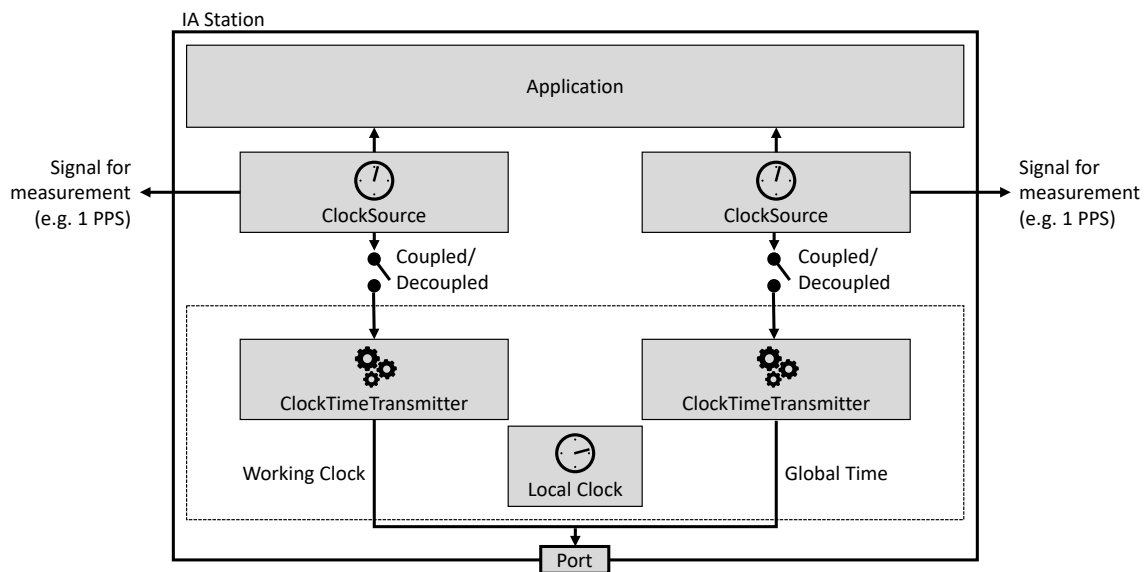 IA Station
Application
Signal for
measurement
(e.g. 1 PPS)
ClockSource
ClockSource
Signal for
measurement
(e.g. 1 PPS)
Coupled/
Decoupled
Coupled/
Decoupled
ClockTimeTransmitter
ClockTimeTransmitter
Working Clock
Local Clock
Global Time
Port